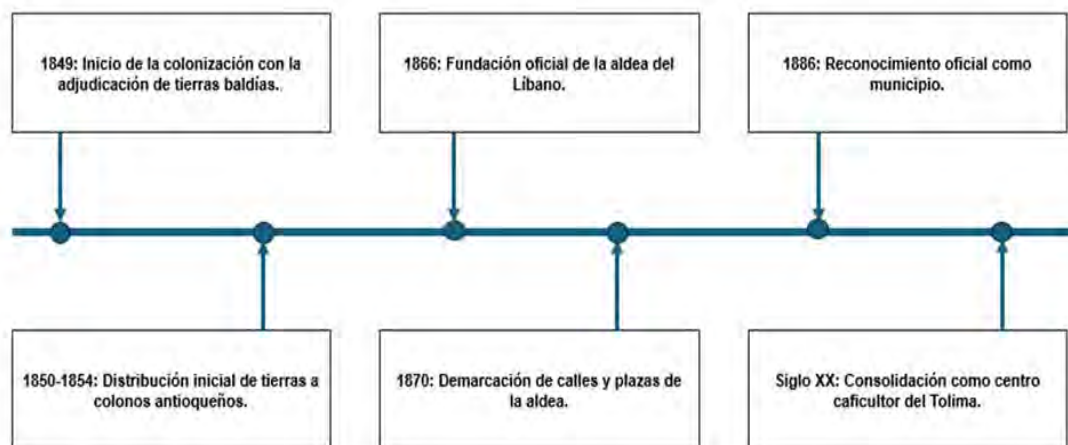 1849: Inicio de la colonización con la
adjudicación de tierras baldías.
1866: Fundación oficial de la aldea del
Líbano.
1886: Reconocimiento oficial como
municipio.
1850-1854: Distribución inicial de tierras a
colonos antioqueños.
1870: Demarcación de calles y plazas de
la aldea.
Siglo XX: Consolidación como centro
caficultor del Tolima.